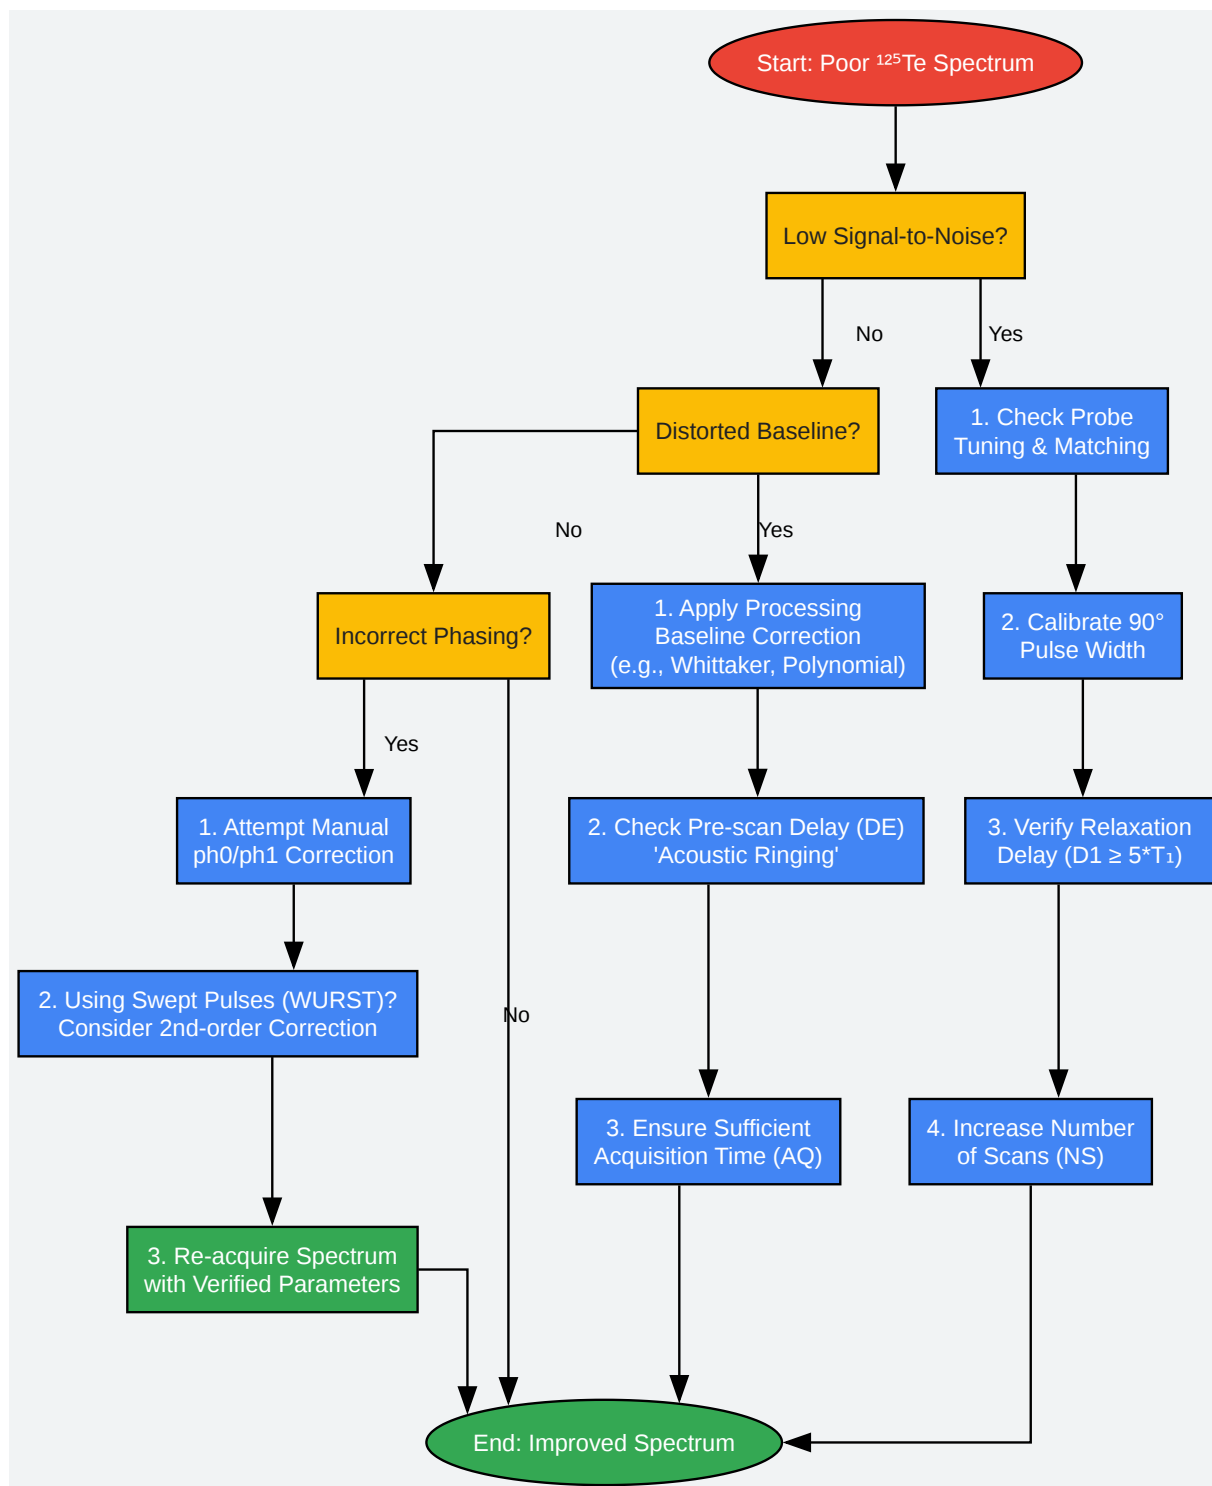 Start: Poor ¹²⁵Te Spectrum
Low Signal-to-Noise?
No
Yes
Distorted Baseline?
1. Check Probe
Tuning & Matching
No
Yes
Incorrect Phasing?
1. Apply Processing
Baseline Correction
(e.g., Whittaker, Polynomial)
2. Calibrate 90°
Pulse Width
Yes
1. Attempt Manual
ph0/ph1 Correction
2. Check Pre-scan Delay (DE)
'Acoustic Ringing'
3. Verify Relaxation
Delay (D1 ≥ 5*T₁)
2. Using Swept Pulses (WURST)?
Consider 2nd-order Correction
No
3. Ensure Sufficient
Acquisition Time (AQ)
4. Increase Number
of Scans (NS)
3. Re-acquire Spectrum
with Verified Parameters
End: Improved Spectrum